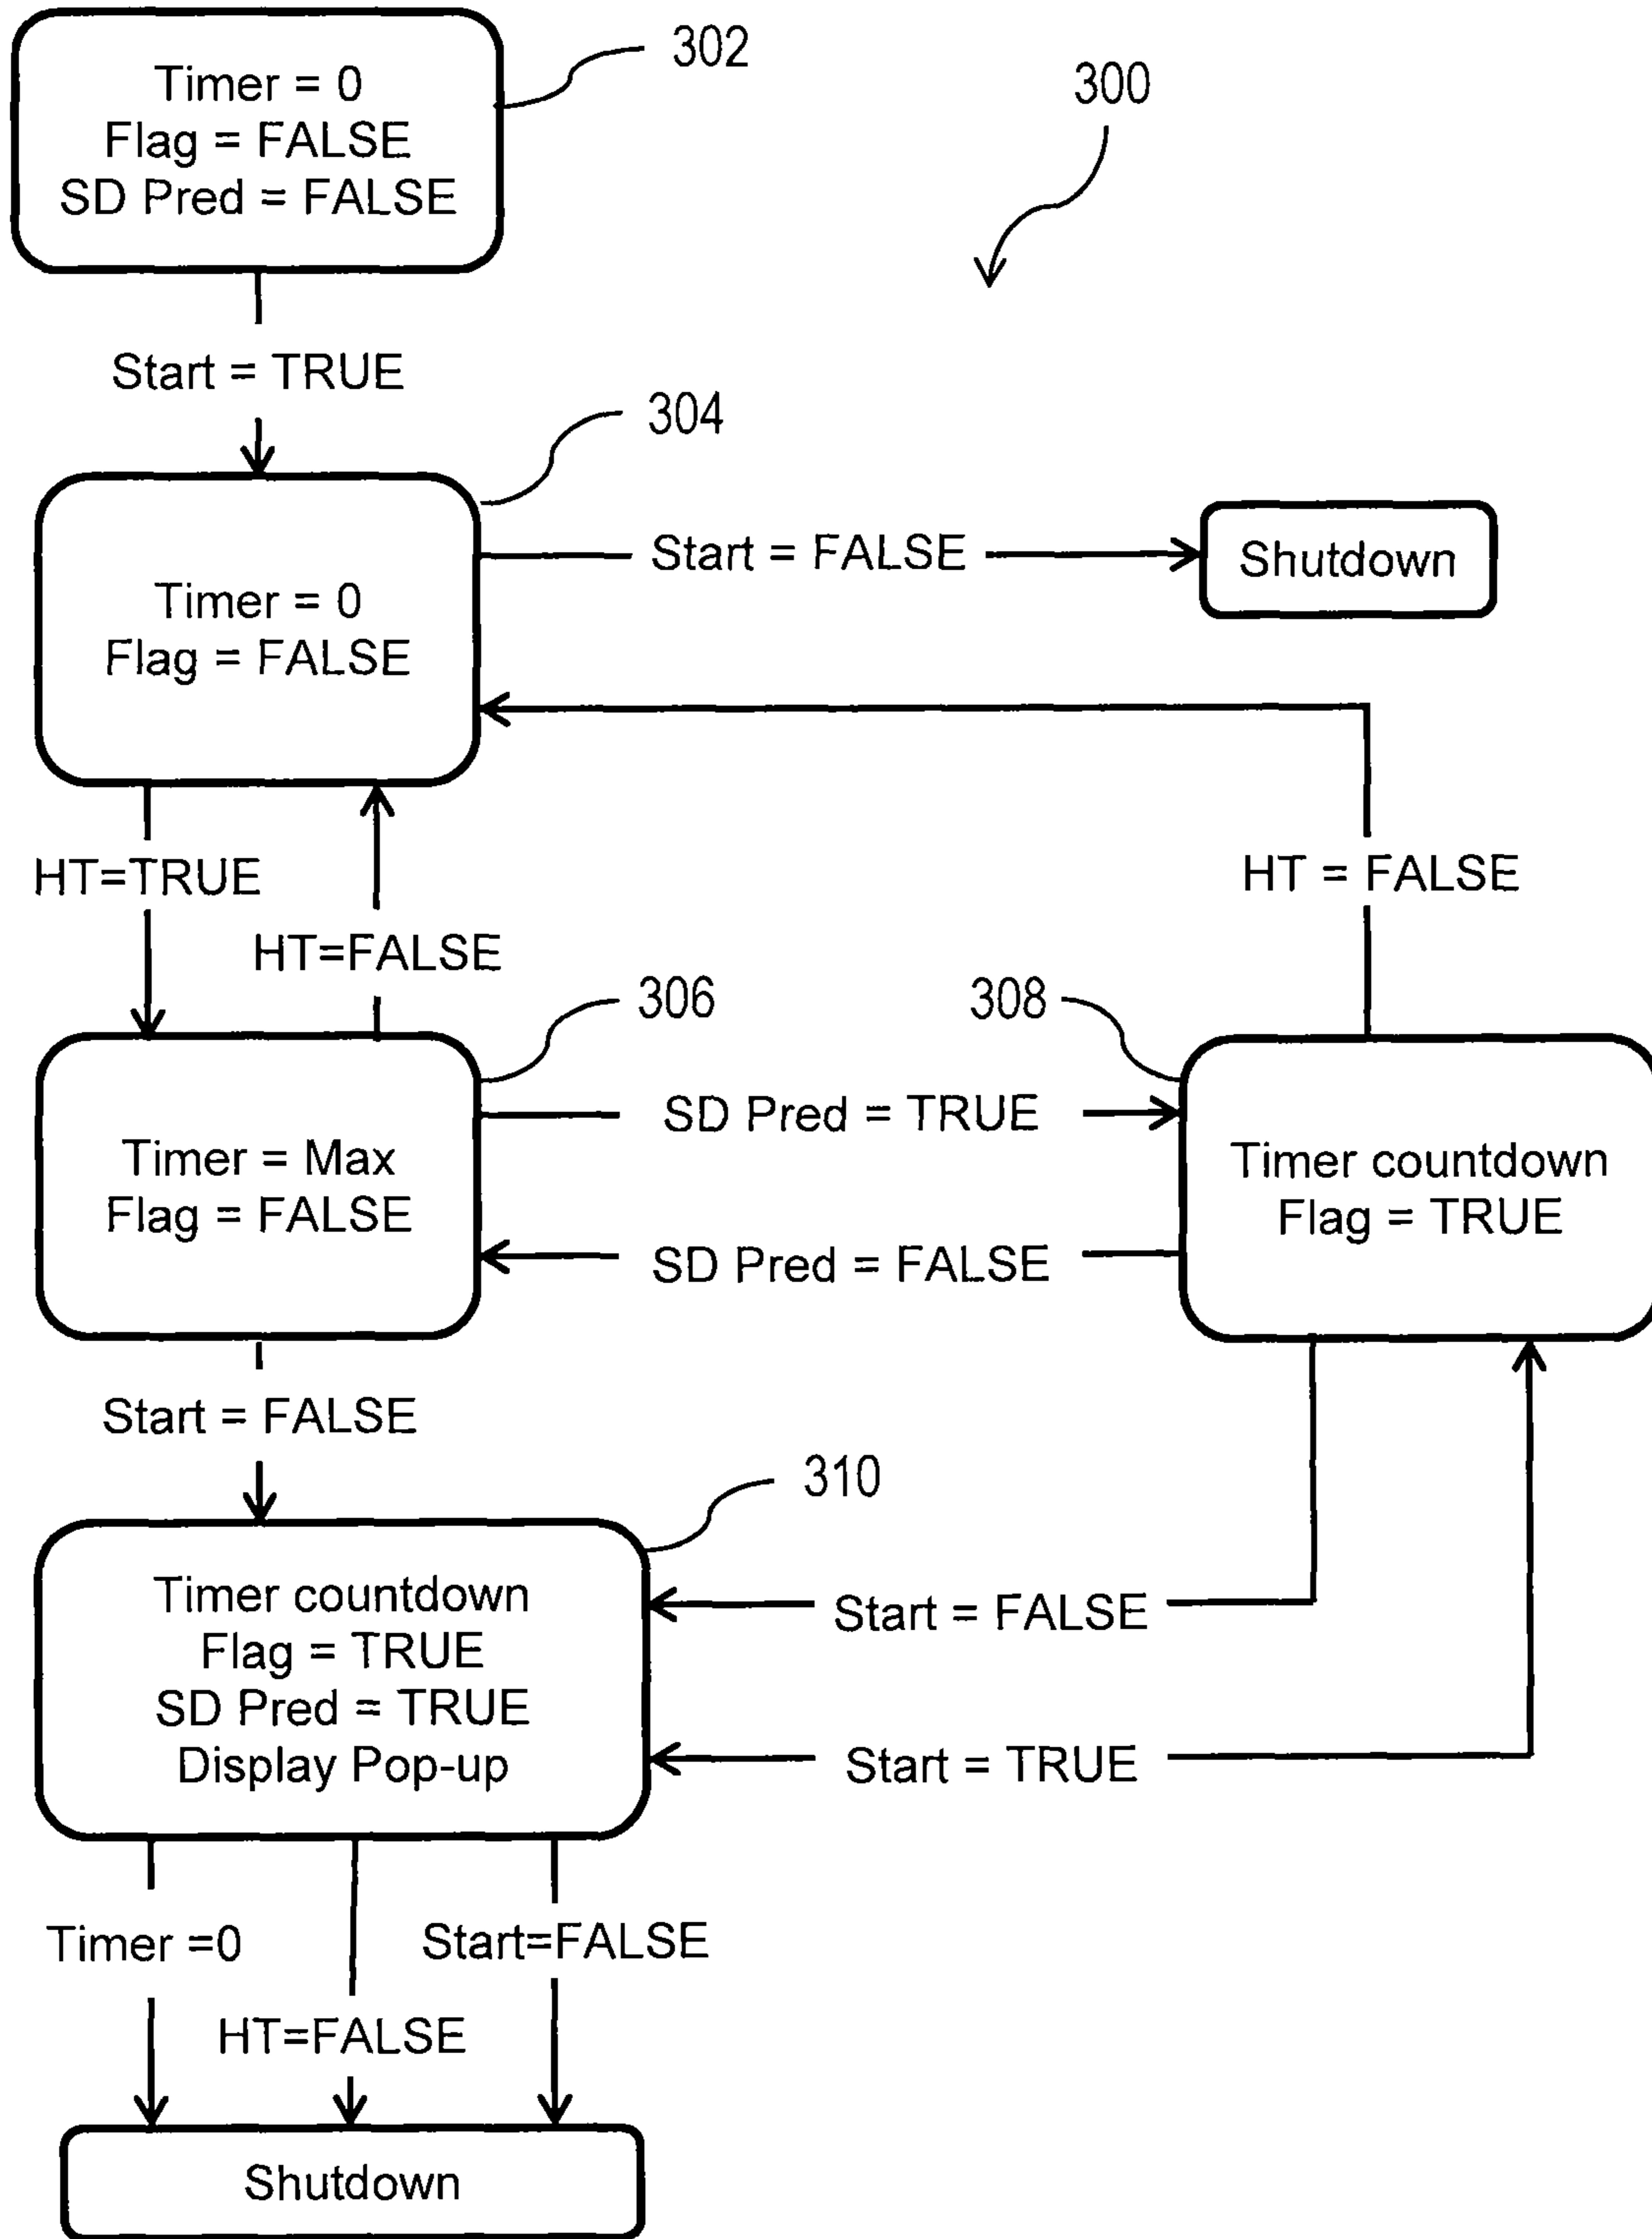 302
300
Timer = 0
Flag = FALSE
SD Pred = FALSE
Start = TRUE
304
Start = FALSE
Shutdown
Timer = 0
Flag = FALSE
HT=TRUE
HT = FALSE
HT=FALSE
306
308
SD Pred = TRUE
Timer = Max
Flag = FALSE
Timer countdown
Flag = TRUE
SD Pred = FALSE
Start = FALSE
310
Timer countdown
Flag = TRUE
SD Pred = TRUE
Display Pop-up
Start = FALSE
Start = TRUE
Timer =0
Start=FALSE
HT=FALSE
Shutdown